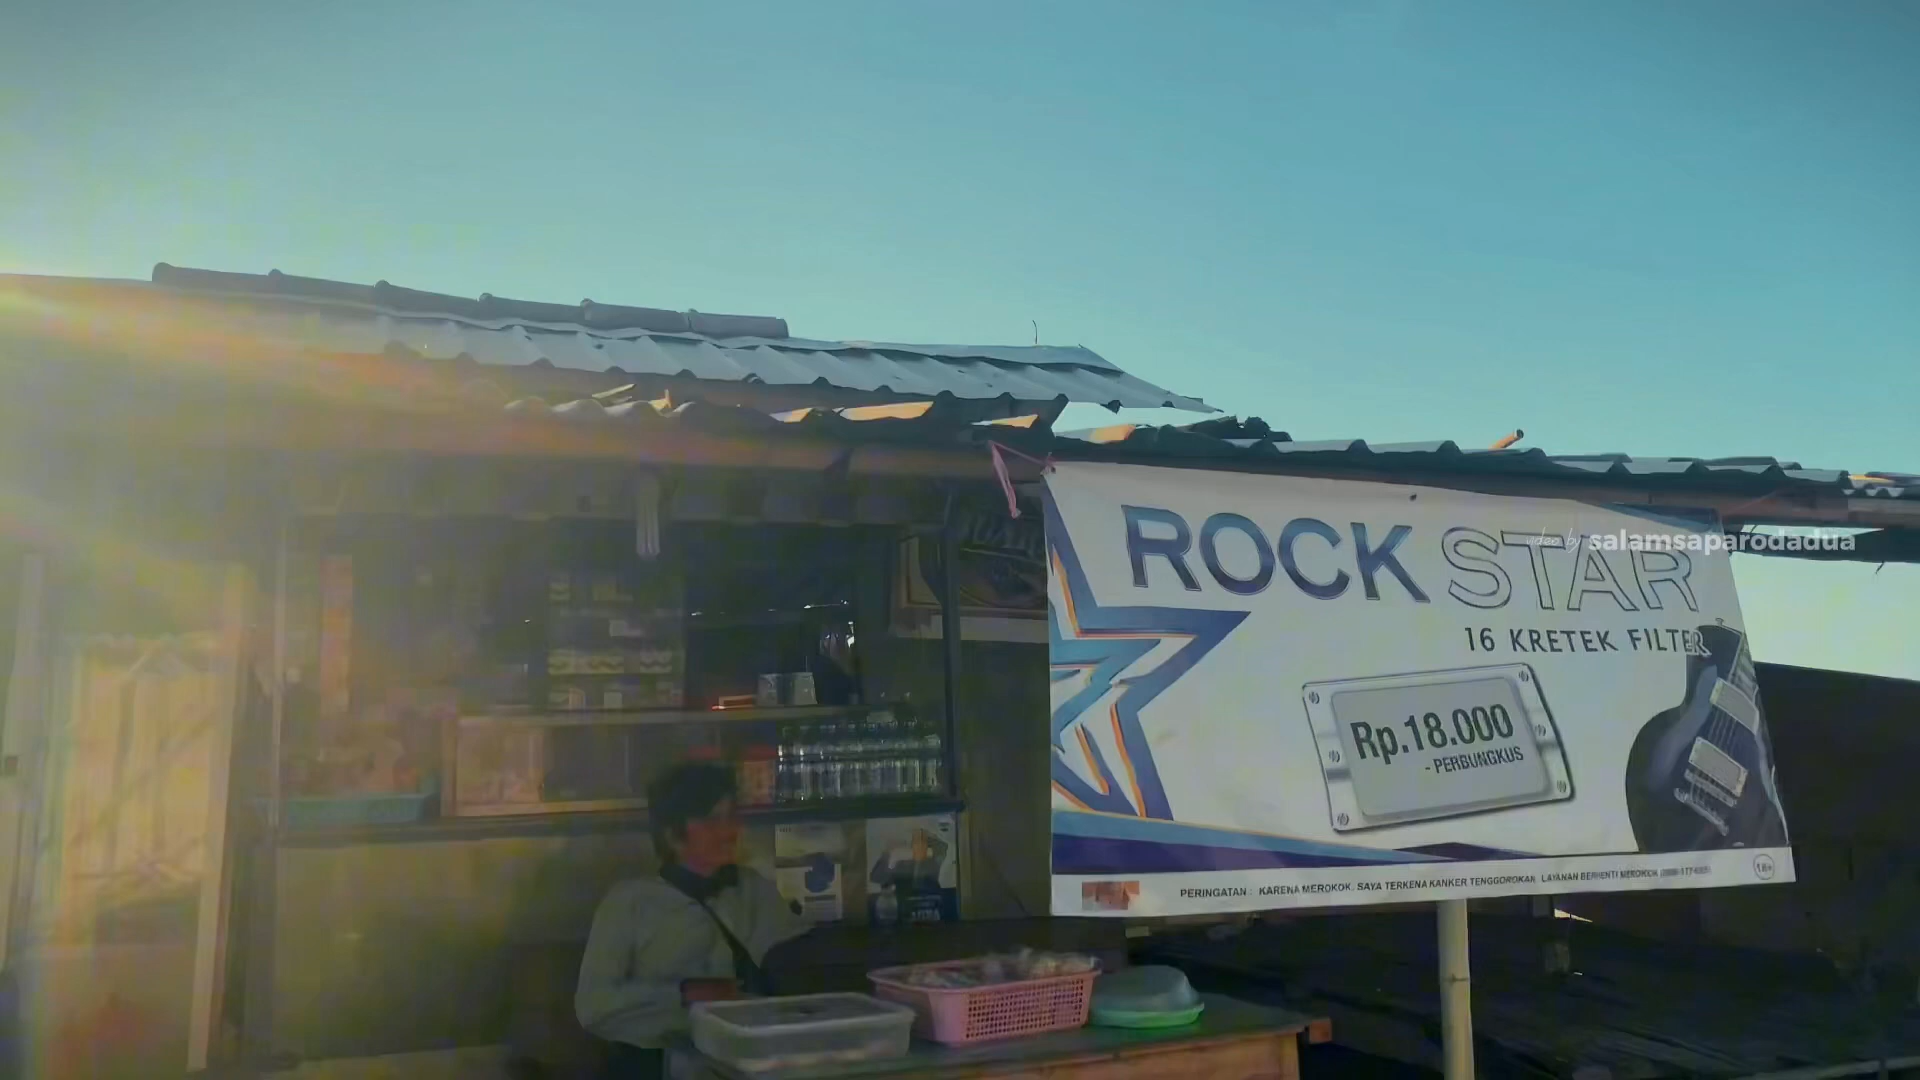 ROCK STAR
video by salamsaparodadua
16 KRETEK FILTER
Rp.18.000
- PERBUNGKUS
PERINGATAN : KARENA MEROKOK, SAYA TERKENA KANKER TENGGOROKAN. LAYANAN BERHENTI MEROKOK
18+